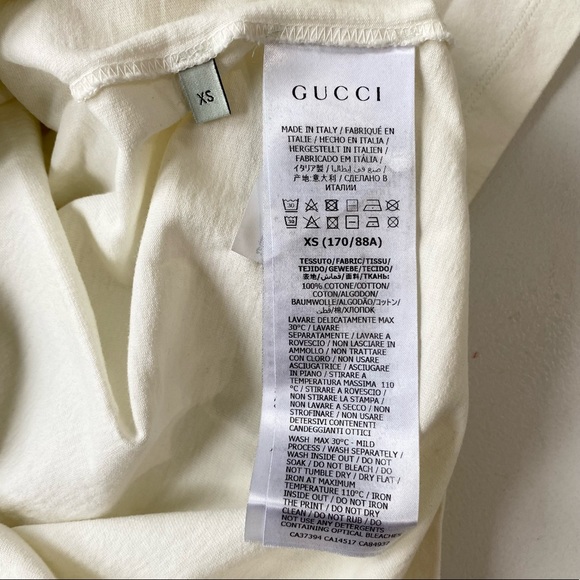 XS
GUCCI
MADE IN ITALY / FABRIQUÉ EN
ITALIE / HECHO EN ITALIA /
HERGESTELLT IN ITALIEN /
FABRICADO EM ITÁLIA /
イタリア製 / صنع في إيطاليا /
产地:意大利 / СДЕЛАНО В
ИТАЛИИ
XS (170/88A)
TESSUTO/FABRIC/TISSU/
TEJIDO/GEWEBE/TECIDO/
表地/قماش/面料/ТКАНЬ:
100% COTONE/COTTON/
COTON/ALGODON/
BAUMWOLLE/ALGODÃO/コットン/
قطن/棉/ХЛОПОК
LAVARE DELICATAMENTE MAX
30°C / LAVARE
SEPARATAMENTE / LAVARE A
ROVESCIO / NON LASCIARE IN
AMMOLLO / NON TRATTARE
CON CLORO / NON USARE
ASCIUGATRICE / ASCIUGARE
IN PIANO / STIRARE A
TEMPERATURA MASSIMA 110
°C / STIRARE A ROVESCIO /
NON STIRARE LA STAMPA /
NON LAVARE A SECCO / NON
STROFINARE / NON USARE
DETERSIVI CONTENENTI
CANDEGGIANTI OTTICI
WASH MAX 30°C - MILD
PROCESS / WASH SEPARATELY /
WASH INSIDE OUT / DO NOT
SOAK / DO NOT BLEACH / DO
NOT TUMBLE DRY / DRY FLAT /
IRON AT MAXIMUM
TEMPERATURE 110°C / IRON
INSIDE OUT / DO NOT IRON
THE PRINT / DO NOT DRY
CLEAN / DO NOT RUB / DO
NOT USE ANY DETERGENTS
CONTAINING OPTICAL BLEACHES
CA37394 CA14517